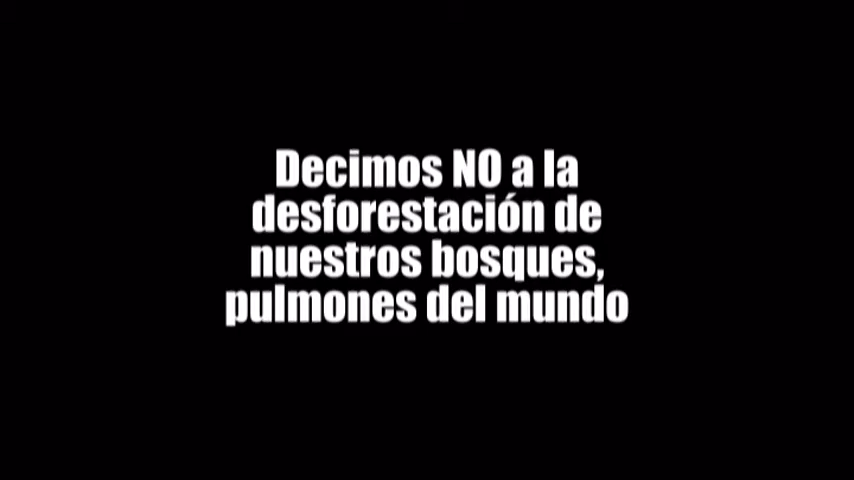 Decimos NO a la
desforestación de
nuestros bosques,
pulmones del mundo